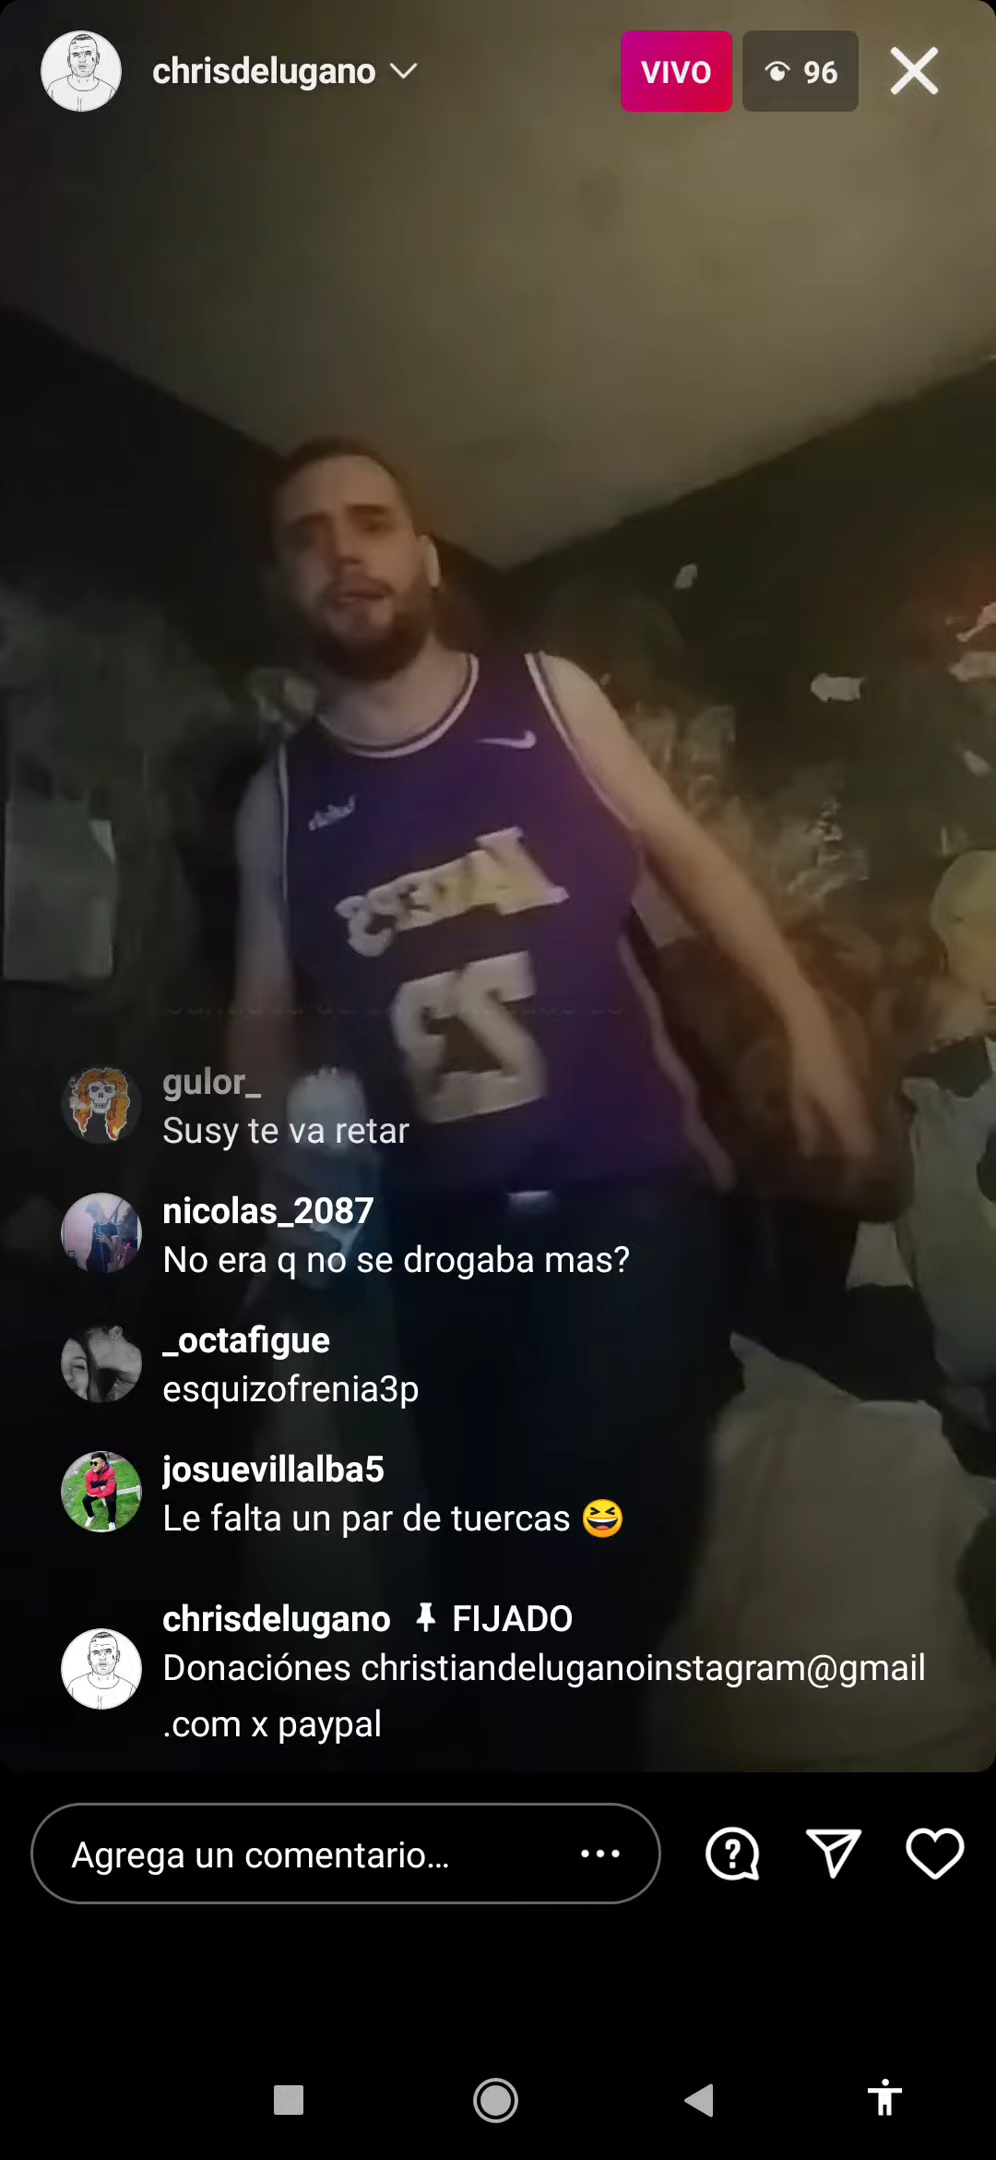 chrisdelugano
VIVO
96
gulor_
Susy te va retar
nicolas_2087
No era q no se drogaba mas?
_octafigue
esquizofrenia3p
josuevillalba5
Le falta un par de tuercas 😆
chrisdelugano FIJADO
Donaciónes christiandeluganoinstagram@gmail
.com x paypal
Agrega un comentario...